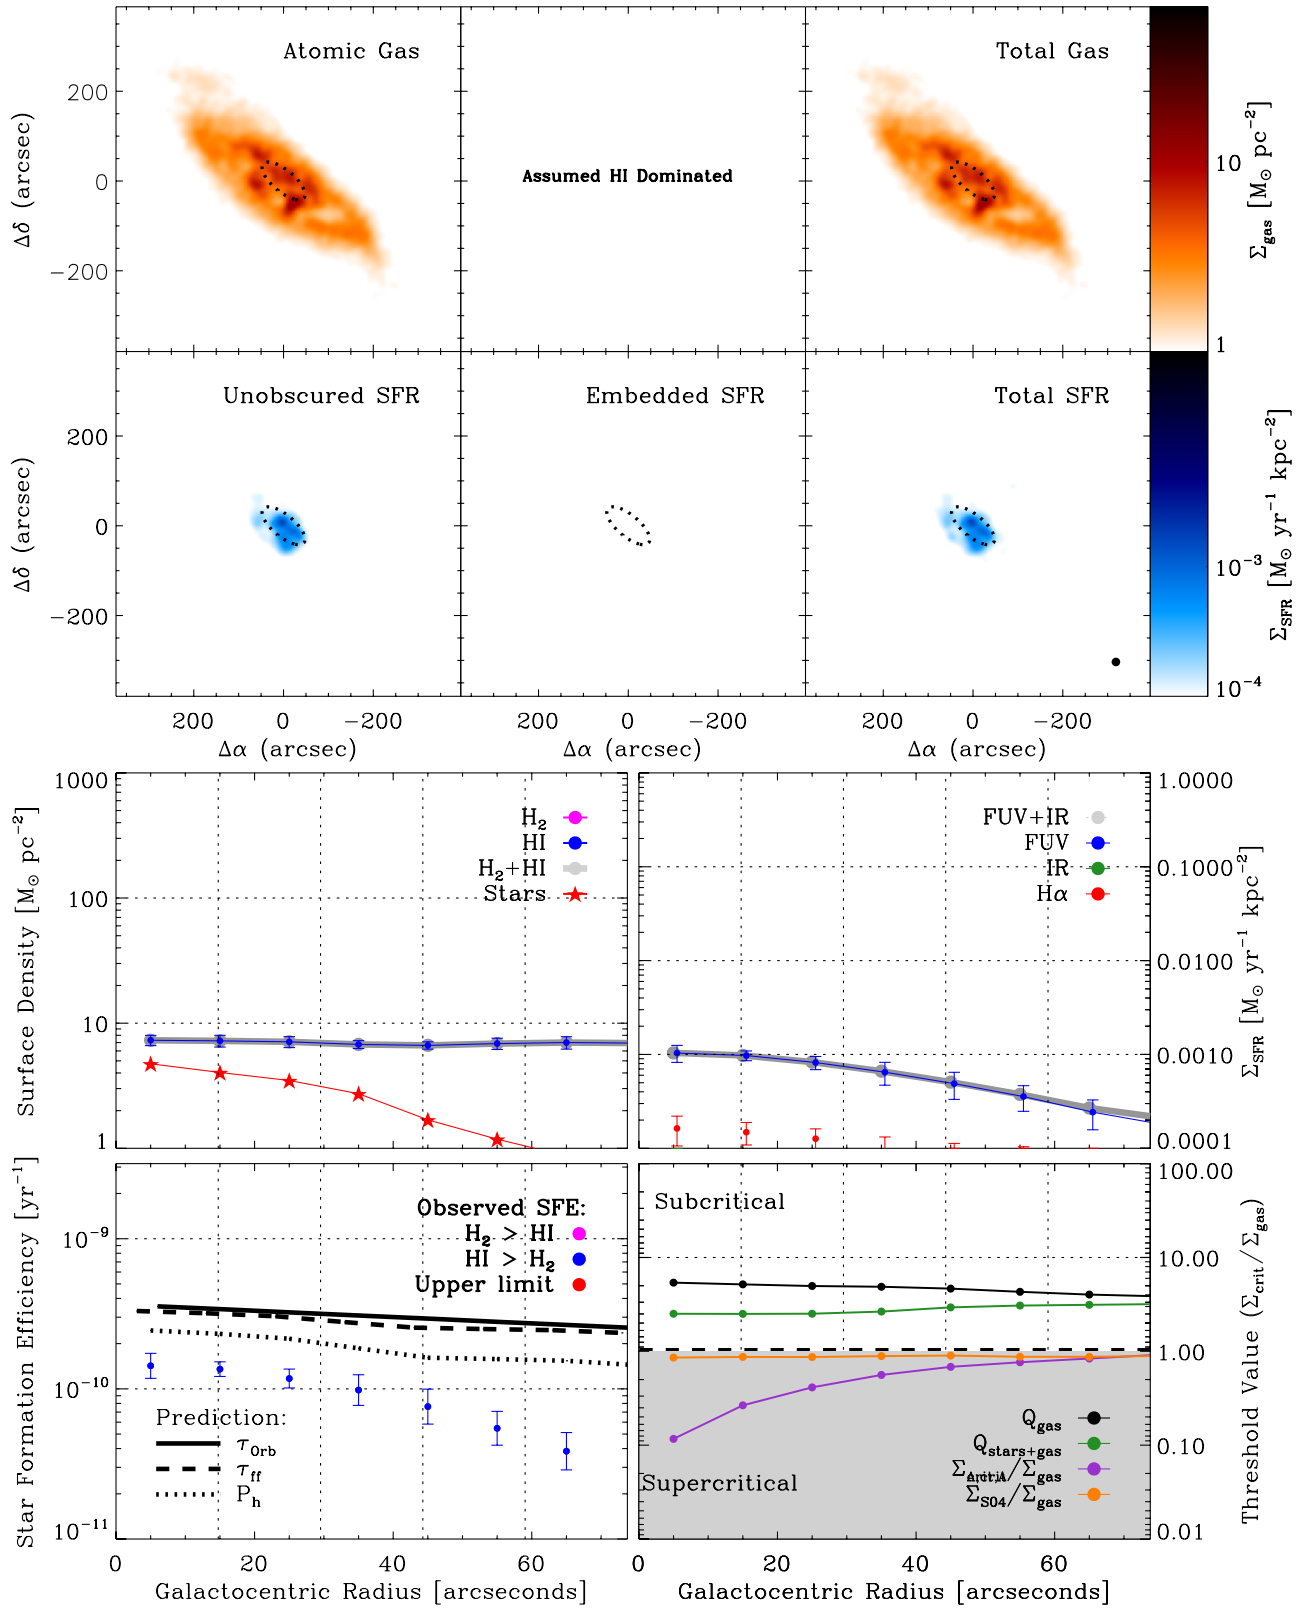 Atomic Gas
Total Gas
Assumed HI Dominated
200
0
−200
Δδ (arcsec)
10
1
Σgas [M⊙ pc−2]
Unobscured SFR
Embedded SFR
Total SFR
200
0
−200
Δδ (arcsec)
10−3
10−4
ΣSFR [M⊙ yr−1 kpc−2]
200 0 −200
200 0 −200
200 0 −200
Δα (arcsec)
Δα (arcsec)
Δα (arcsec)
1000
100
10
1
Surface Density [M⊙ pc−2]
H2
HI
H2+HI
Stars
FUV+IR
FUV
IR
Hα
1.0000
0.1000
0.0100
0.0010
0.0001
ΣSFR [M⊙ yr−1 kpc−2]
Star Formation Efficiency [yr−1]
10−9
10−10
10−11
Observed SFE:
H2 > HI
HI > H2
Upper limit
Prediction:
τOrb
τff
Ph
0 20 40 60
Galactocentric Radius [arcseconds]
Subcritical
Supercritical
Qgas
Qstars+gas
ΣS04/Σgas
100.00
10.00
1.00
0.10
0.01
Threshold Value (Σcrit/Σgas)
0 20 40 60
Galactocentric Radius [arcseconds]